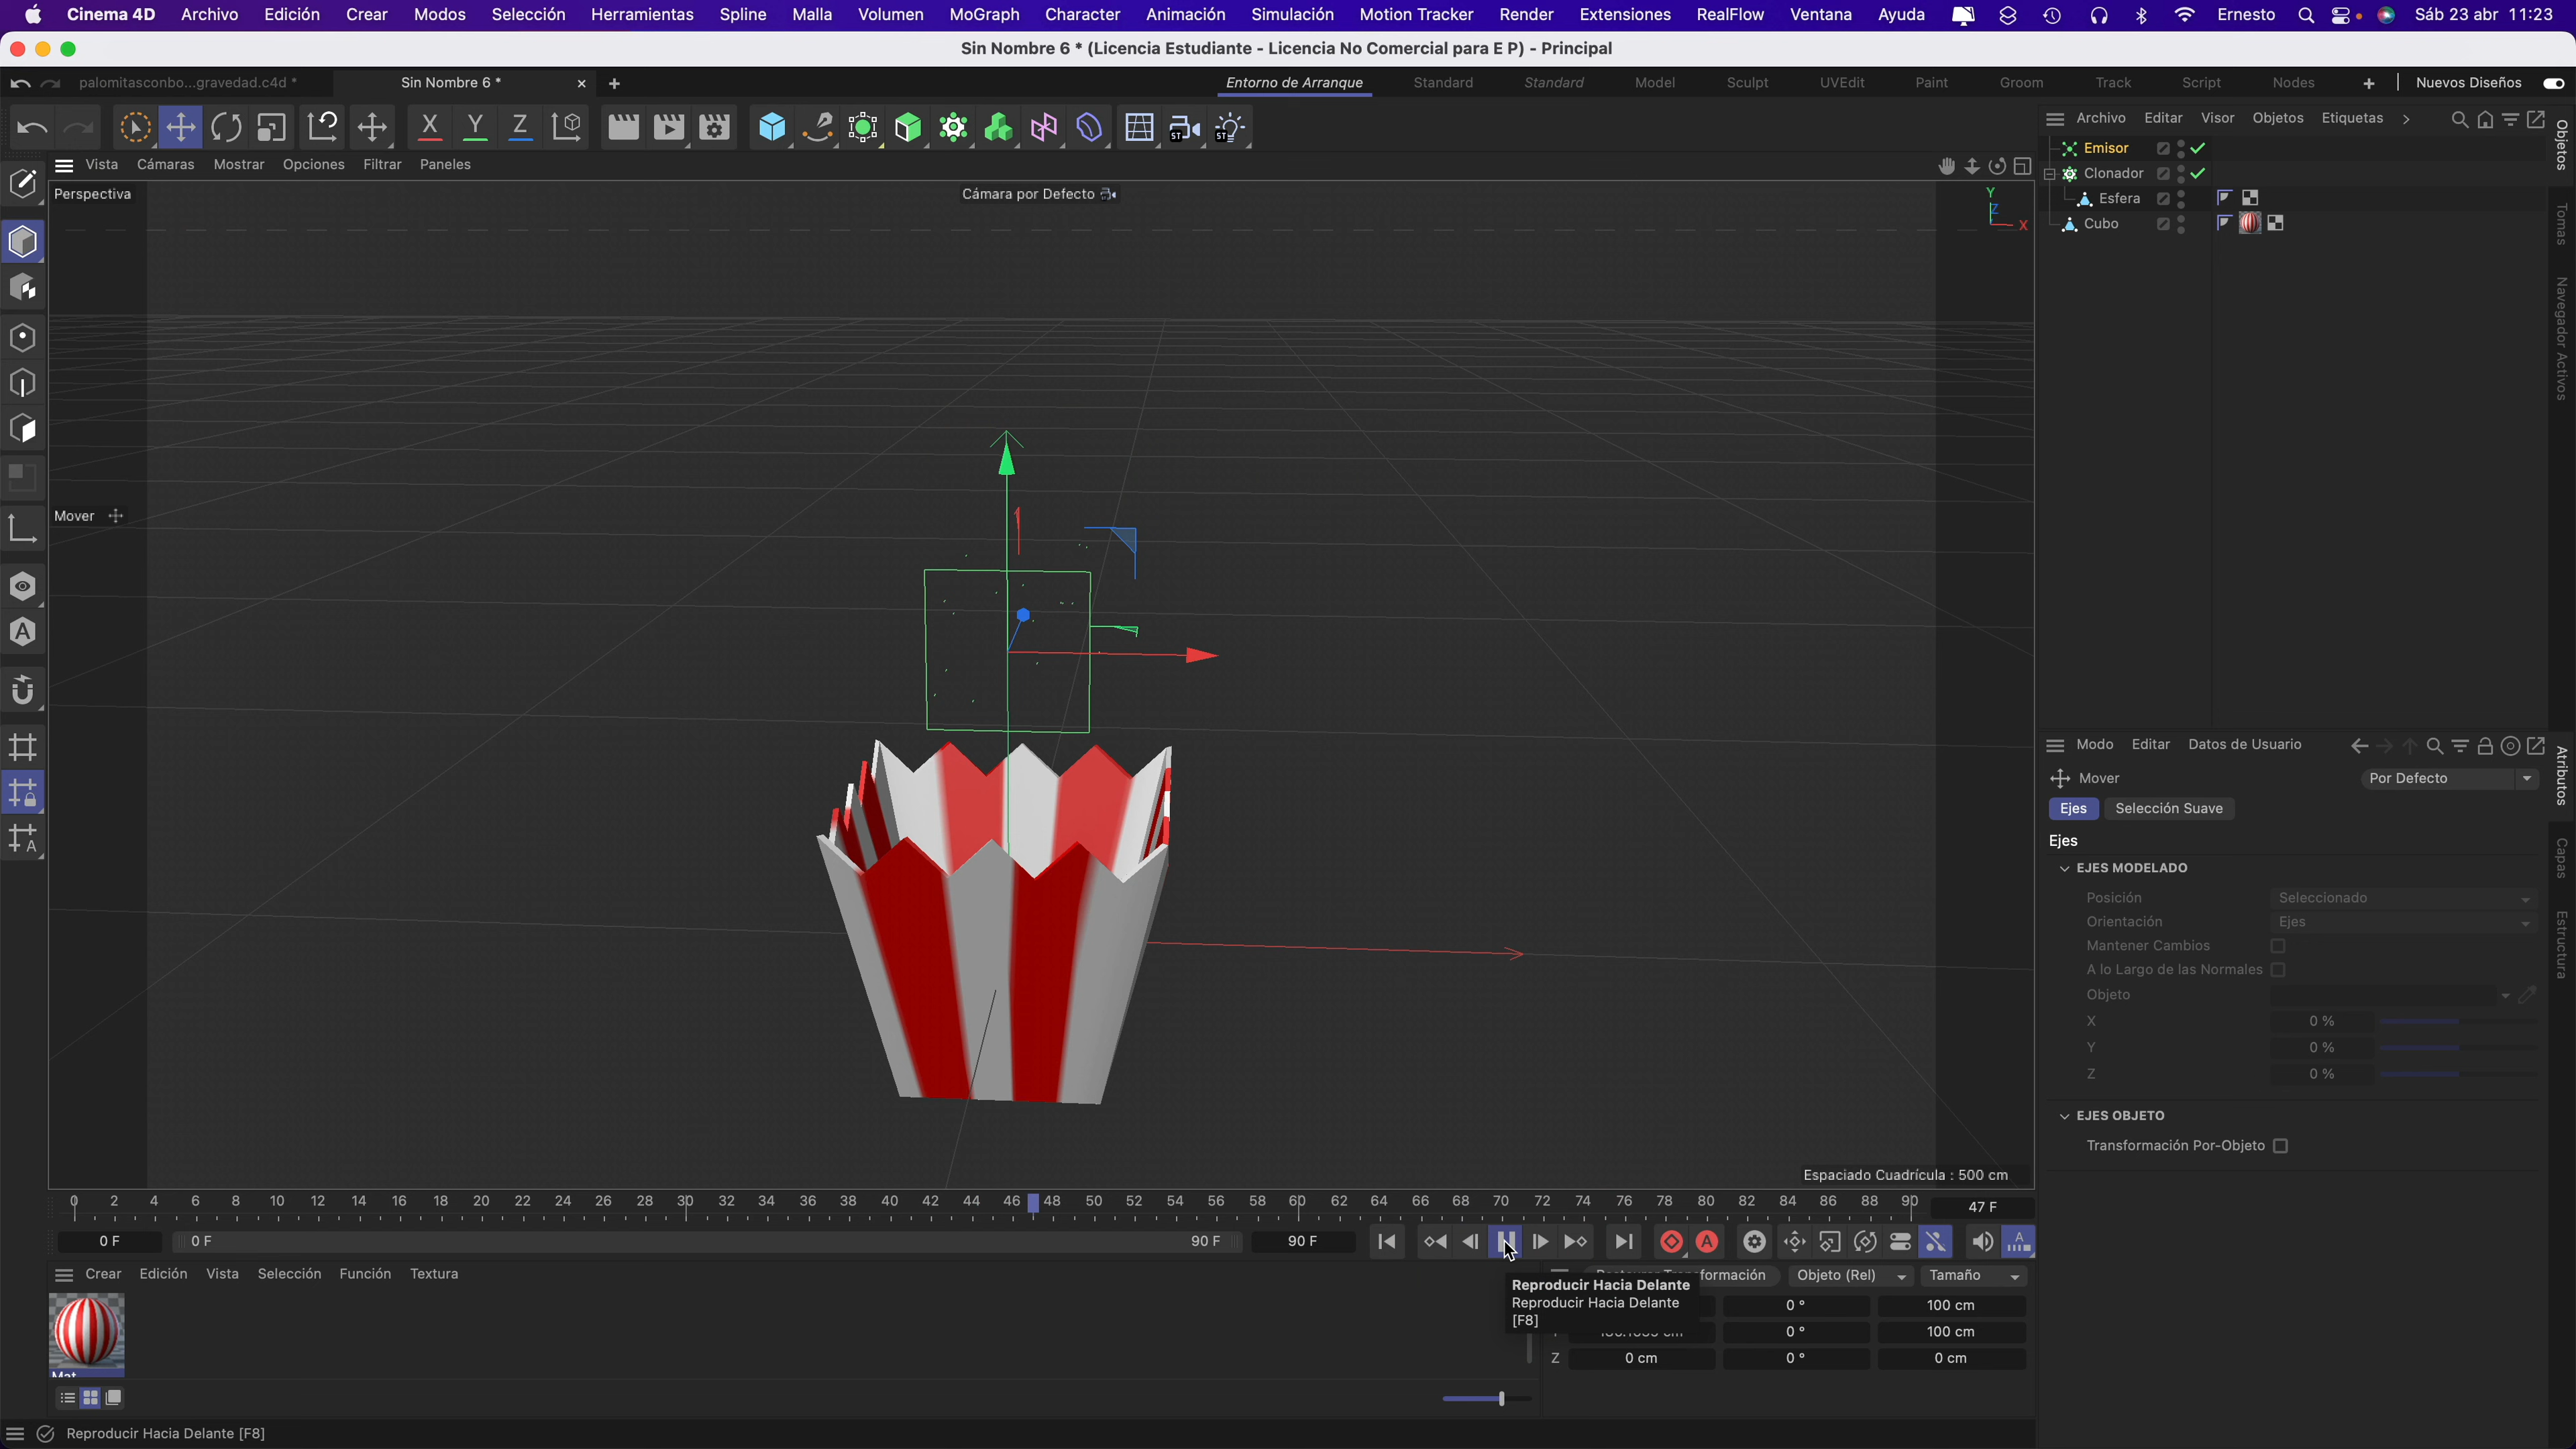 Cinema 4D Archivo Edición Crear Modos Selección Herramientas Spline Malla Volumen MoGraph Character Animación Simulación Motion Tracker Render Extensiones RealFlow Ventana Ayuda Ernesto Sáb 23 abr 11:23
Sin Nombre 6 * (Licencia Estudiante - Licencia No Comercial para E P) - Principal
palomitasconbo...gravedad.c4d * Sin Nombre 6 * Entorno de Arranque Standard Standard Model Sculpt UVEdit Paint Groom Track Script Nodes Nuevos Diseños
X Y Z ST ST
Archivo Editar Visor Objetos Etiquetas
Vista Cámaras Mostrar Opciones Filtrar Paneles
Perspectiva
Cámara por Defecto
Y
Z
X
Mover
Emisor
Clonador
Esfera
Cubo
Objetos
Tomas
Navegador Activos
Modo Editar Datos de Usuario
Mover Por Defecto
Ejes Selección Suave
Ejes
EJES MODELADO
Posición Seleccionado
Orientación Ejes
Mantener Cambios
A lo Largo de las Normales
Objeto
X 0 %
Y 0 %
Z 0 %
EJES OBJETO
Transformación Por-Objeto
Atributos
Capas
Estructura
Espaciado Cuadrícula : 500 cm
0 2 4 6 8 10 12 14 16 18 20 22 24 26 28 30 32 34 36 38 40 42 44 46 48 50 52 54 56 58 60 62 64 66 68 70 72 74 76 78 80 82 84 86 88 90 47 F
0 F 0 F 90 F 90 F
Crear Edición Vista Selección Función Textura
Objeto (Rel) Tamaño
Reproducir Hacia Delante
Reproducir Hacia Delante
[F8]
0 ° 100 cm
0 ° 100 cm
Z 0 cm 0 ° 0 cm
Mat
Reproducir Hacia Delante [F8]